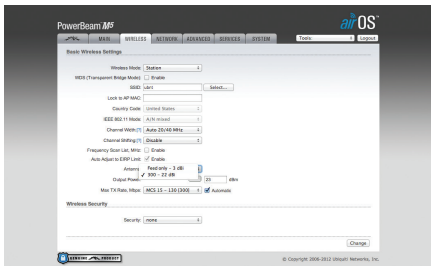 PowerBeam M5
airOS™
MAIN WIRELESS NETWORK ADVANCED SERVICES SYSTEM Tools: Logout
Basic Wireless Settings
Wireless Mode: Station
WDS (Transparent Bridge Mode): Enable
SSID: ubnt Select...
Lock to AP MAC:
Country Code: United States
IEEE 802.11 Mode: A/N mixed
Channel Width:[?] Auto 20/40 MHz
Channel Shifting:[?] Disable
Frequency Scan List, MHz: Enable
Auto Adjust to EIRP Limit: Enable
Antenna Feed only - 3 dBi
✓ 300 - 22 dBi
Output Power: 23 dBm
Max TX Rate, Mbps: MCS 15 - 130 [300] Automatic
Wireless Security
Security: none
Change
GENUINE PRODUCT
© Copyright 2006-2012 Ubiquiti Networks, Inc.